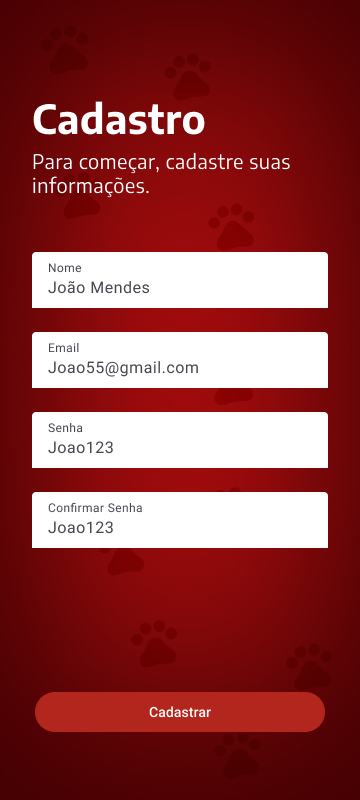 Cadastro
Para começar, cadastre suas
informações.
Nome
João Mendes
Email
Joao55@gmail.com
Senha
Joao123
Confirmar Senha
Joao123
Cadastrar